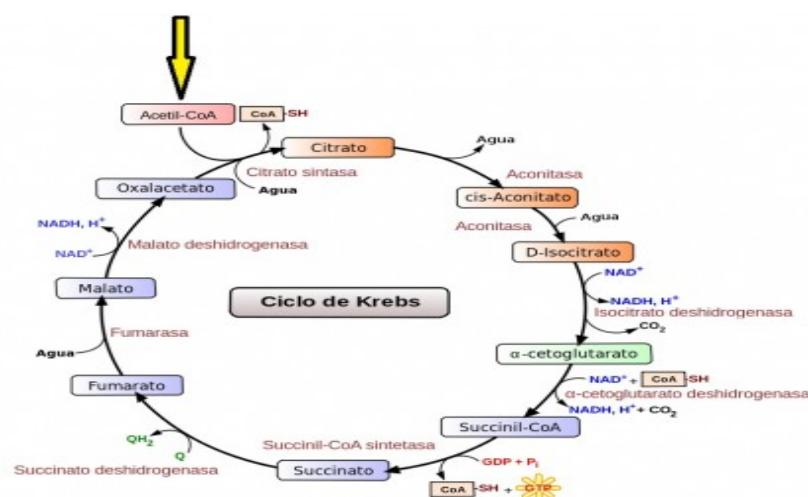 Acetil-CoA
CoA-SH
Citrato
Agua
Citrato sintasa
Agua
Aconitasa
Oxalacetato
cis-Aconitato
Agua
Aconitasa
NADH, H⁺
Malato deshidrogenasa
NAD⁺
D-Isocitrato
NAD⁺
Malato
Ciclo de Krebs
NADH, H⁺
Isocitrato deshidrogenasa
CO₂
Fumarasa
Agua
α-cetoglutarato
Fumarato
NAD⁺ + CoA-SH
α-cetoglutarato deshidrogenasa
NADH, H⁺ + CO₂
Succinil-CoA
QH₂
Q
Succinil-CoA sintetasa
Succinato deshidrogenasa
Succinato
GDP + Pᵢ
CoA-SH + GTP